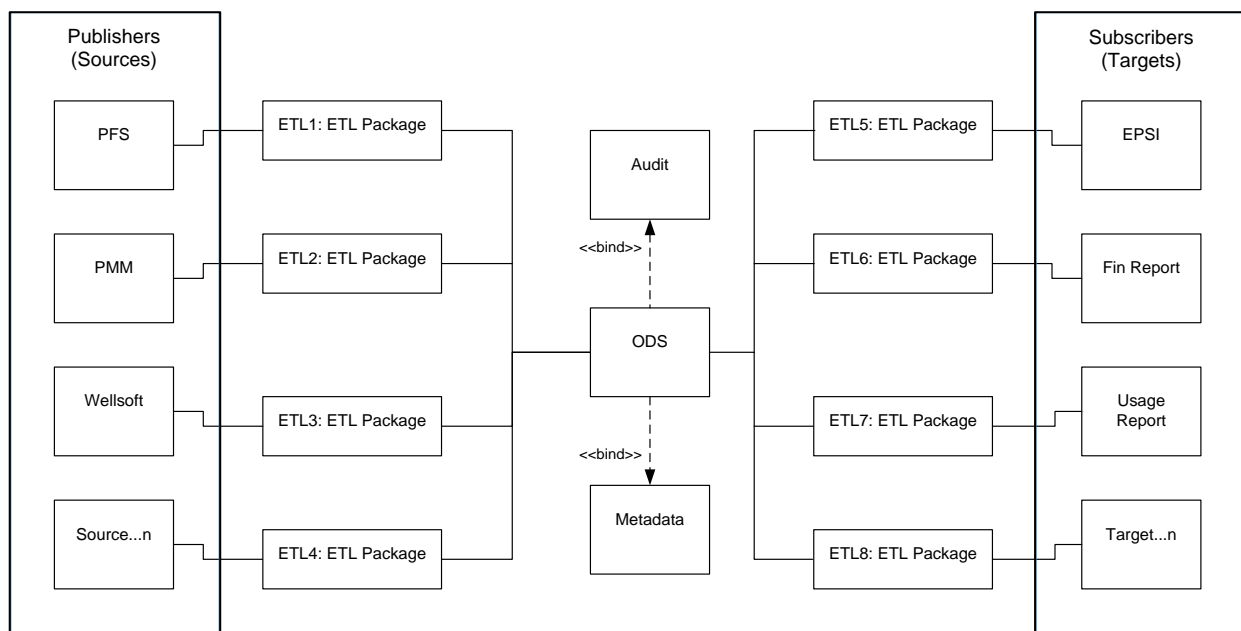 Publishers
(Sources)
PFS
PMM
Wellsoft
Source...n
ETL1: ETL Package
ETL2: ETL Package
ETL3: ETL Package
ETL4: ETL Package
Audit
<<bind>>
ODS
<<bind>>
Metadata
ETL5: ETL Package
ETL6: ETL Package
ETL7: ETL Package
ETL8: ETL Package
Subscribers
(Targets)
EPSI
Fin Report
Usage
Report
Target...n